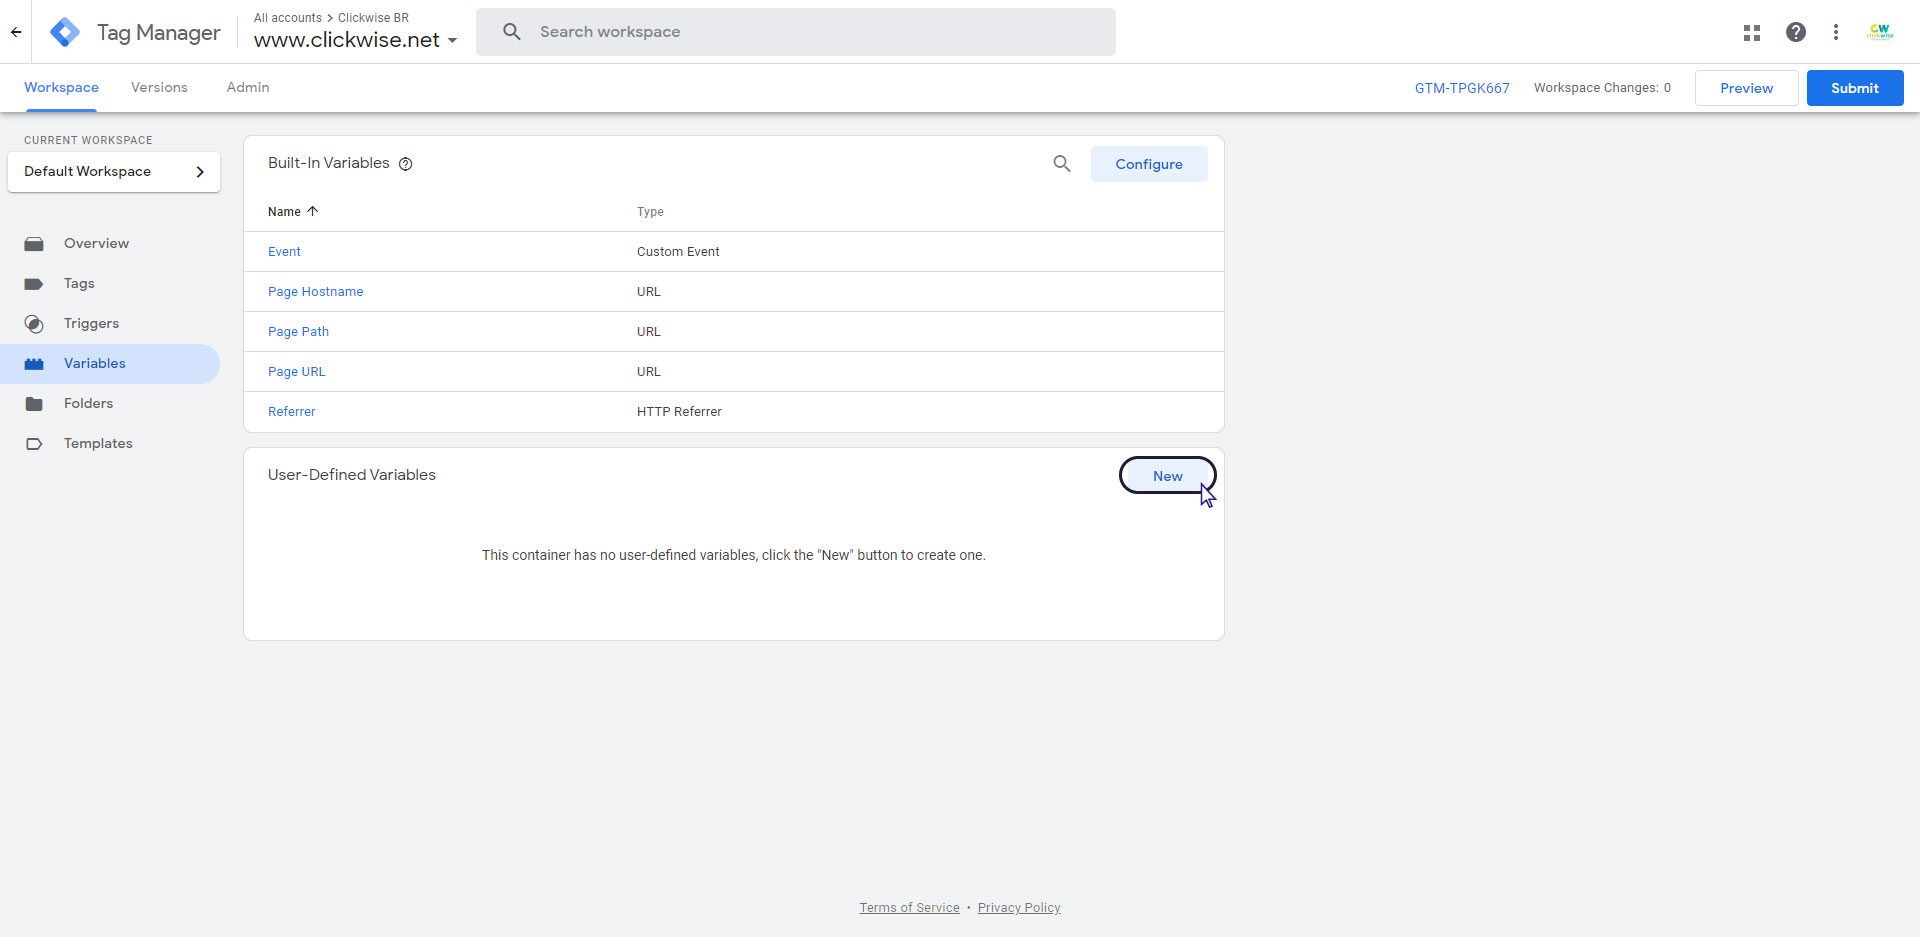 Tag Manager
All accounts > Clickwise BR
www.clickwise.net
Search workspace
CW
clickwise
Workspace Versions Admin
GTM-TPGK667 Workspace Changes: 0 Preview Submit
CURRENT WORKSPACE
Default Workspace
Overview
Tags
Triggers
Variables
Folders
Templates
Built-In Variables
Configure
Name Type
Event Custom Event
Page Hostname URL
Page Path URL
Page URL URL
Referrer HTTP Referrer
User-Defined Variables
New
This container has no user-defined variables, click the "New" button to create one.
Terms of Service • Privacy Policy